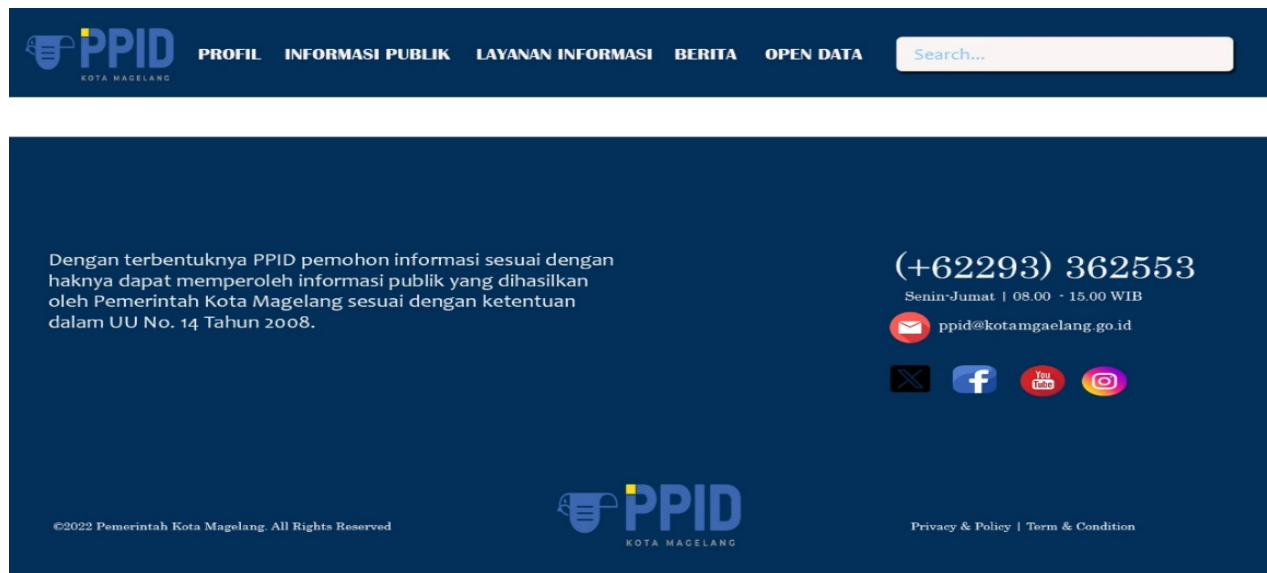 PPID
KOTA MAGELANG
PROFIL INFORMASI PUBLIK LAYANAN INFORMASI BERITA OPEN DATA Search...
Dengan terbentuknya PPID pemohon informasi sesuai dengan
haknya dapat memperoleh informasi publik yang dihasilkan
oleh Pemerintah Kota Magelang sesuai dengan ketentuan
dalam UU No. 14 Tahun 2008.
(+62293) 362553
Senin-Jumat | 08.00 - 15.00 WIB
ppid@kotamgaelang.go.id
You
Tube
©2022 Pemerintah Kota Magelang. All Rights Reserved
PPID
KOTA MAGELANG
Privacy & Policy | Term & Condition